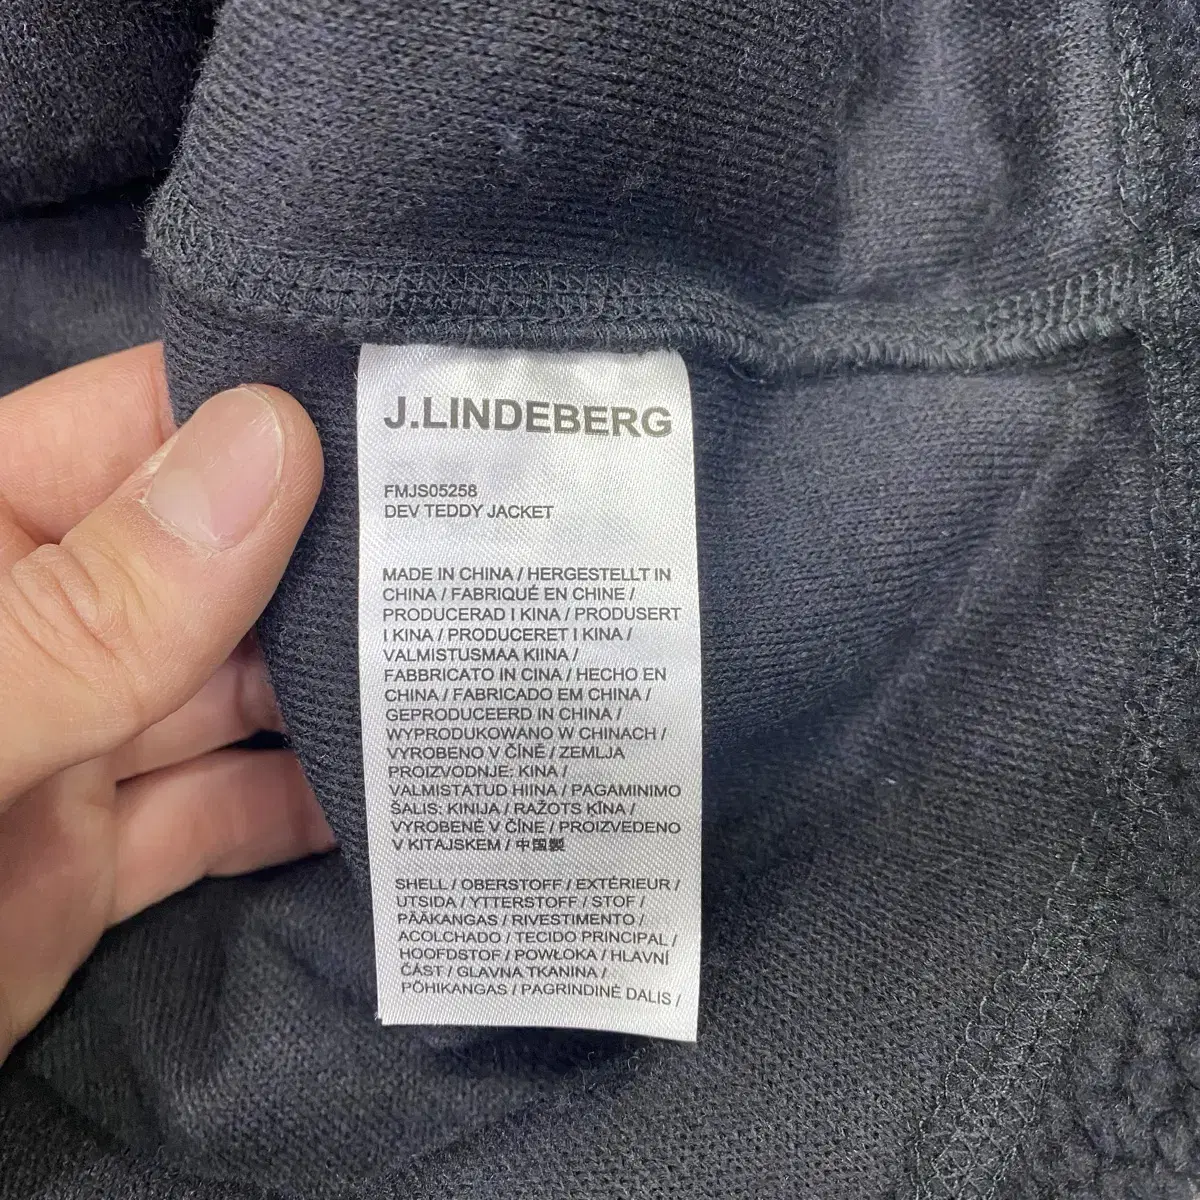 J.LINDEBERG
FMJS05258
DEV TEDDY JACKET
MADE IN CHINA / HERGESTELLT IN
CHINA / FABRIQUÉ EN CHINE /
PRODUCERAD I KINA / PRODUSERT
I KINA / PRODUCERET I KINA /
VALMISTUSMAA KIINA /
FABBRICATO IN CINA / HECHO EN
CHINA / FABRICADO EM CHINA /
GEPRODUCEERD IN CHINA /
WYPRODUKOWANO W CHINACH /
VYROBENO V ČÍNĚ / ZEMLJA
PROIZVODNJE: KINA /
VALMISTATUD HIINA / PAGAMINIMO
ŠALIS: KINIJA / RAŽOTS ĶĪNA /
VYROBENÉ V ČÍNE / PROIZVEDENO
V KITAJSKEM / 中国製
SHELL / OBERSTOFF / EXTÉRIEUR /
UTSIDA / YTTERSTOFF / STOF /
PÄÄKANGAS / RIVESTIMENTO /
ACOLCHADO / TECIDO PRINCIPAL /
HOOFDSTOF / POWŁOKA / HLAVNÍ
ČÁST / GLAVNA TKANINA /
PÕHIKANGAS / PAGRINDINĖ DALIS /